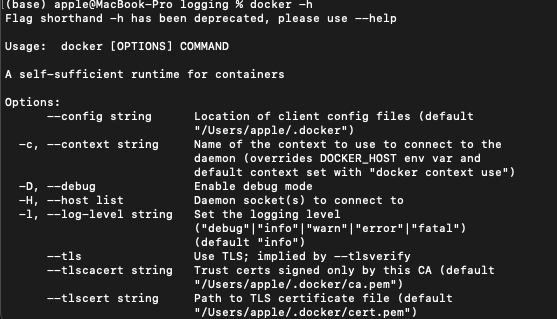 (base) apple@MacBook-Pro logging % docker -h
Flag shorthand -h has been deprecated, please use --help
Usage:  docker [OPTIONS] COMMAND
A self-sufficient runtime for containers
Options:
      --config string      Location of client config files (default
                           "/Users/apple/.docker")
  -c, --context string     Name of the context to use to connect to the
                           daemon (overrides DOCKER_HOST env var and
                           default context set with "docker context use")
  -D, --debug              Enable debug mode
  -H, --host list          Daemon socket(s) to connect to
  -l, --log-level string   Set the logging level
                           ("debug"|"info"|"warn"|"error"|"fatal")
                           (default "info")
      --tls                Use TLS; implied by --tlsverify
      --tlscacert string   Trust certs signed only by this CA (default
                           "/Users/apple/.docker/ca.pem")
      --tlscert string     Path to TLS certificate file (default
                           "/Users/apple/.docker/cert.pem")